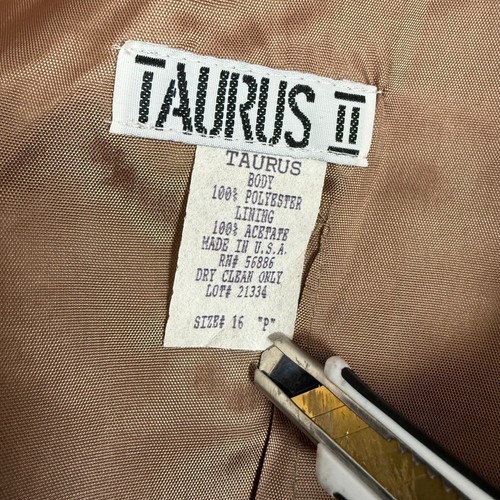 TAURUS II
TAURUS
BODY
100% POLYESTER
LINING
100% ACETATE
MADE IN U.S.A.
RN# 56886
DRY CLEAN ONLY
LOT# 21334
SIZE# 16 "P"